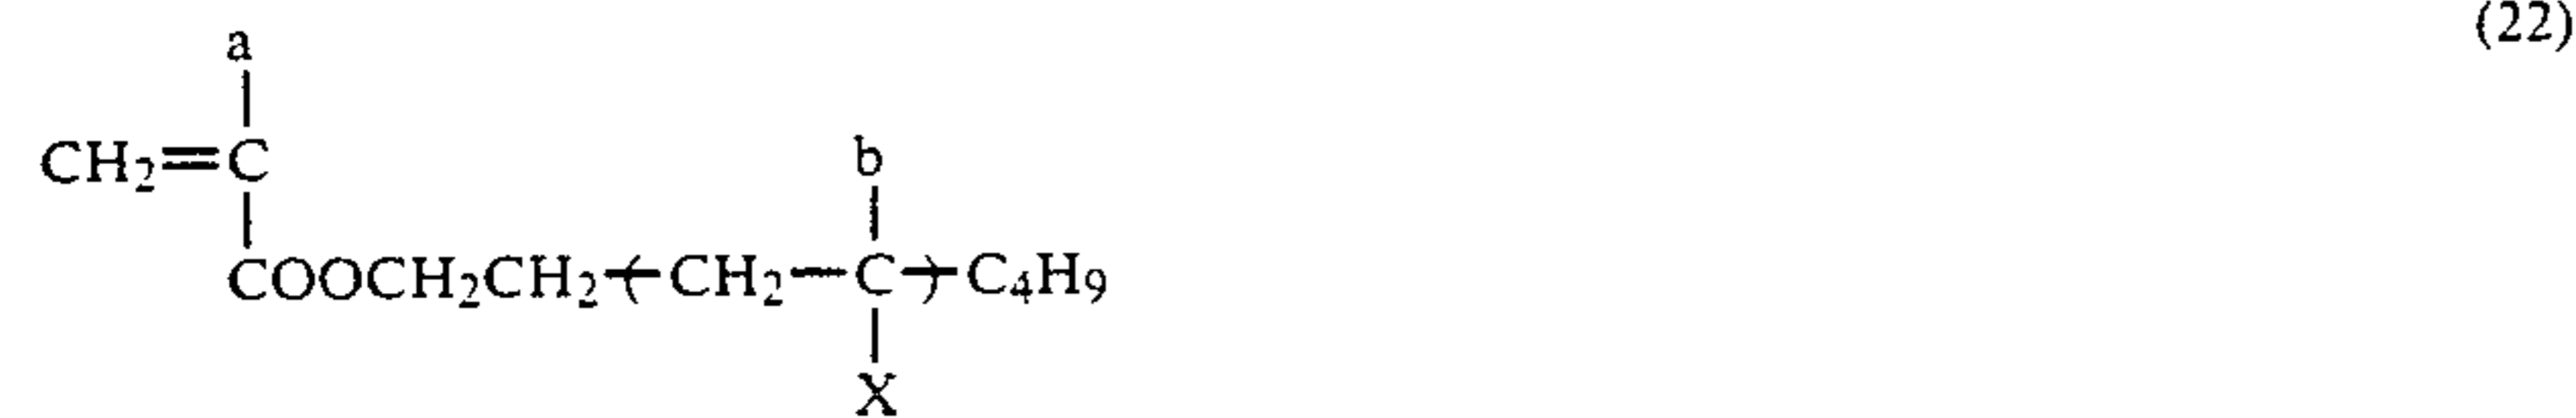 (22)
a
CH₂=C
b
COOCH₂CH₂-(-CH₂-C-)-C₄H₉
X